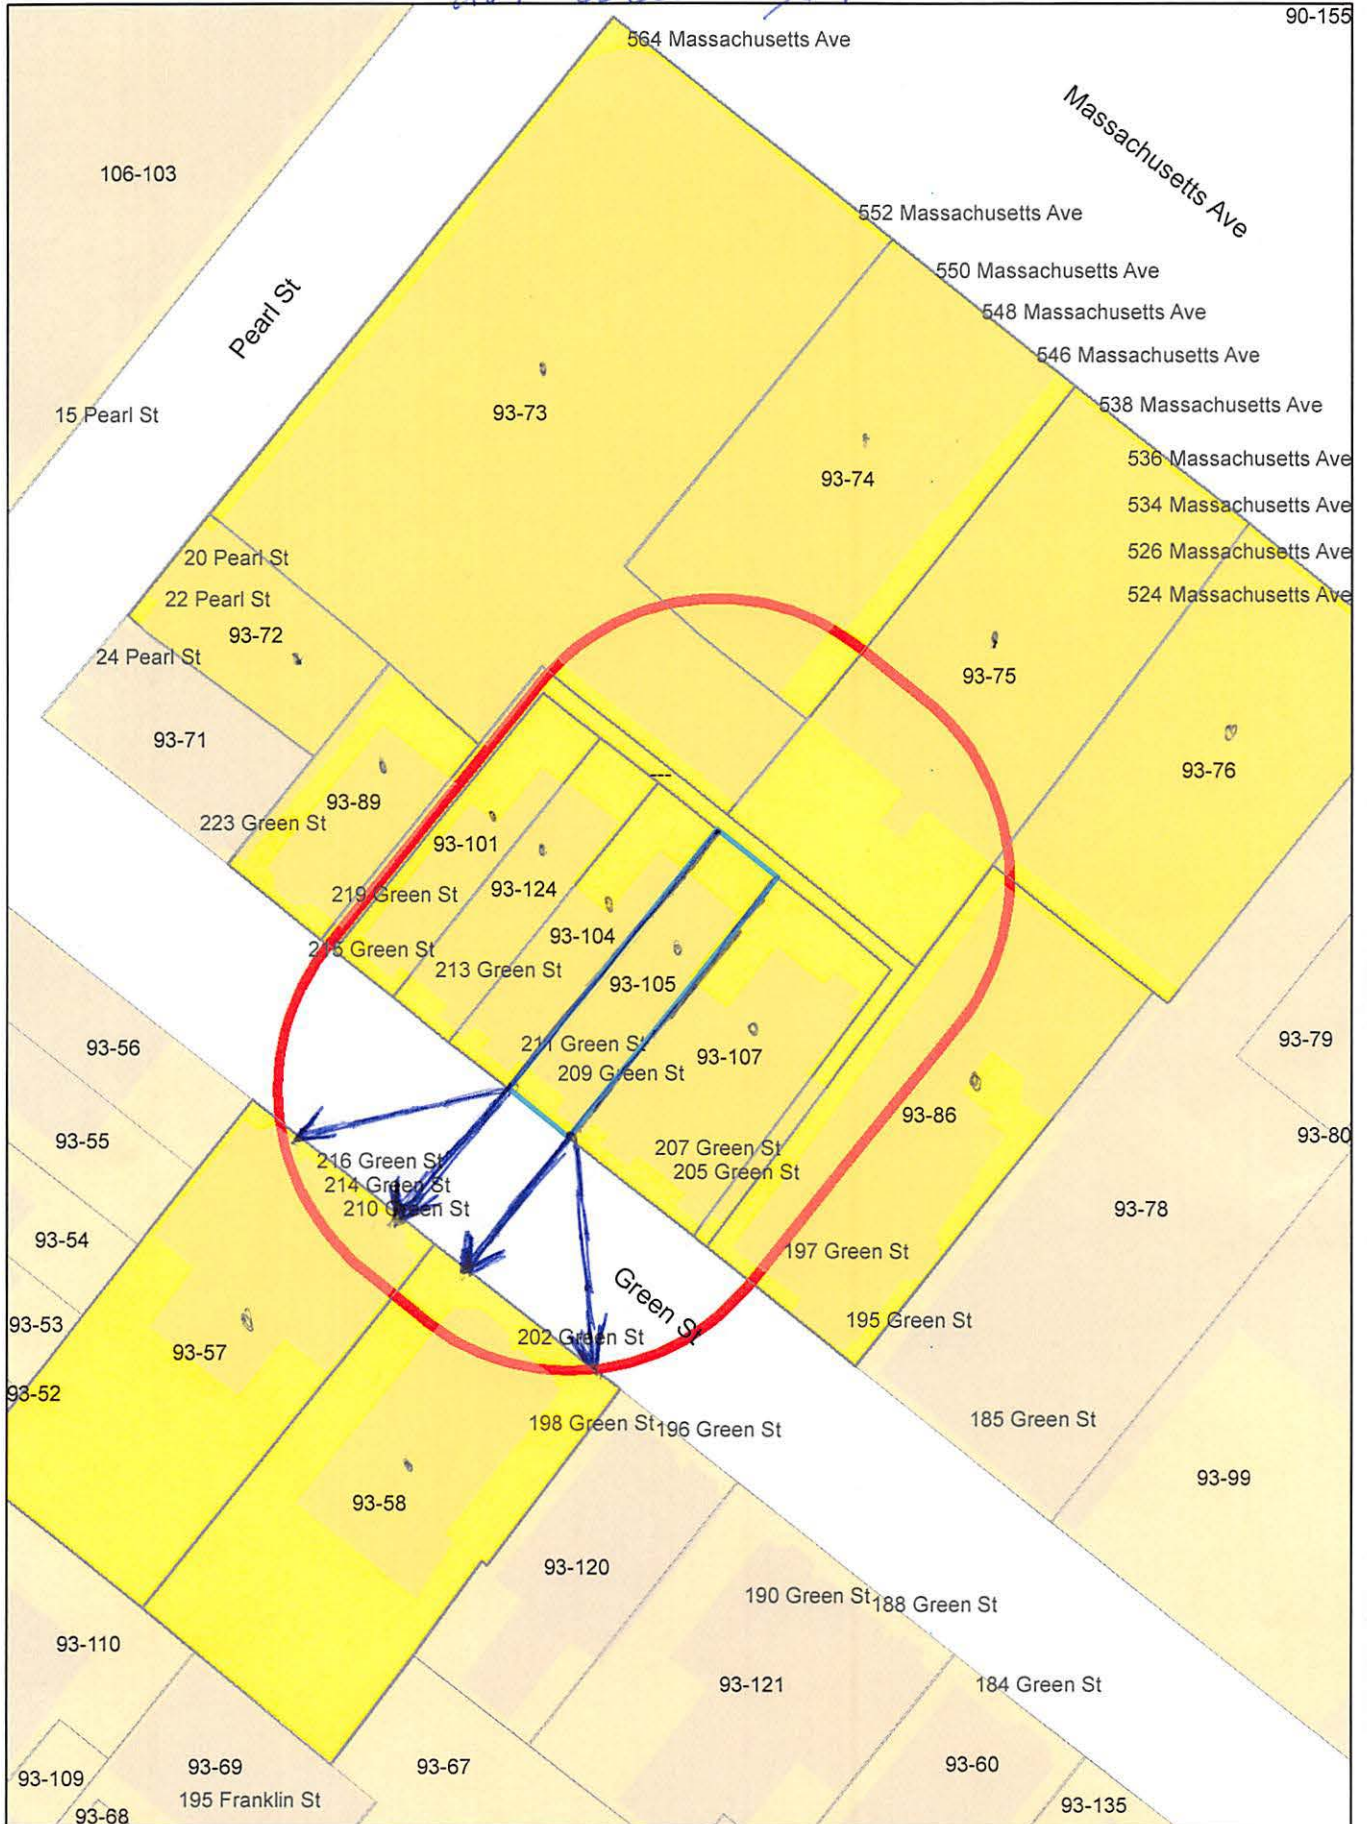 90-155
564 Massachusetts Ave
Massachusetts Ave
106-103
552 Massachusetts Ave
550 Massachusetts Ave
548 Massachusetts Ave
Pearl St
546 Massachusetts Ave
538 Massachusetts Ave
15 Pearl St
93-73
536 Massachusetts Ave
93-74
534 Massachusetts Ave
526 Massachusetts Ave
20 Pearl St
524 Massachusetts Ave
22 Pearl St
93-72
24 Pearl St
93-75
93-71
93-76
---
93-89
223 Green St
93-101
93-124
219 Green St
93-104
215 Green St
213 Green St
93-105
93-79
211 Green St
93-56
93-107
209 Green St
93-86
93-80
93-55
207 Green St
216 Green St
205 Green St
214 Green St
210 Green St
93-78
93-54
197 Green St
Green St
195 Green St
93-53
202 Green St
93-57
93-52
185 Green St
198 Green St
196 Green St
93-99
93-58
93-120
190 Green St
188 Green St
93-110
93-121
184 Green St
93-69
93-67
93-60
93-109
195 Franklin St
93-135
93-68